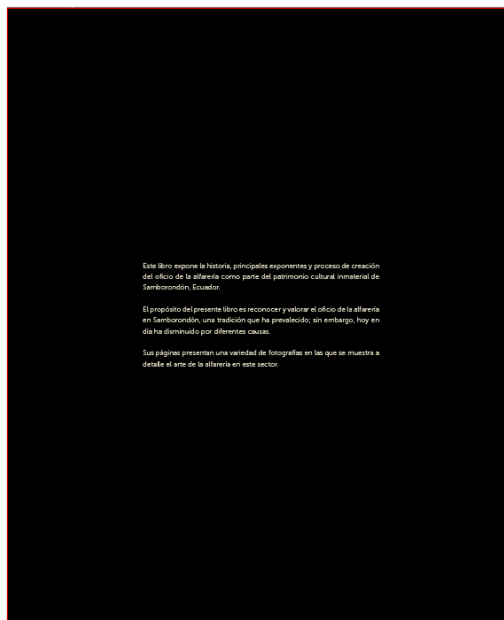 Este libro expone la historia, principales exponentes y proceso de creación
del oficio de la alfarería como parte del patrimonio cultural inmaterial de
Samborondón, Ecuador.
El propósito del presente libro es reconocer y valorar el oficio de la alfarería
en Samborondón, una tradición que ha prevalecido; sin embargo, hoy en
día ha disminuido por diferentes causas.
Sus páginas presentan una variedad de fotografías en las que se muestra a
detalle el arte de la alfarería en este sector.